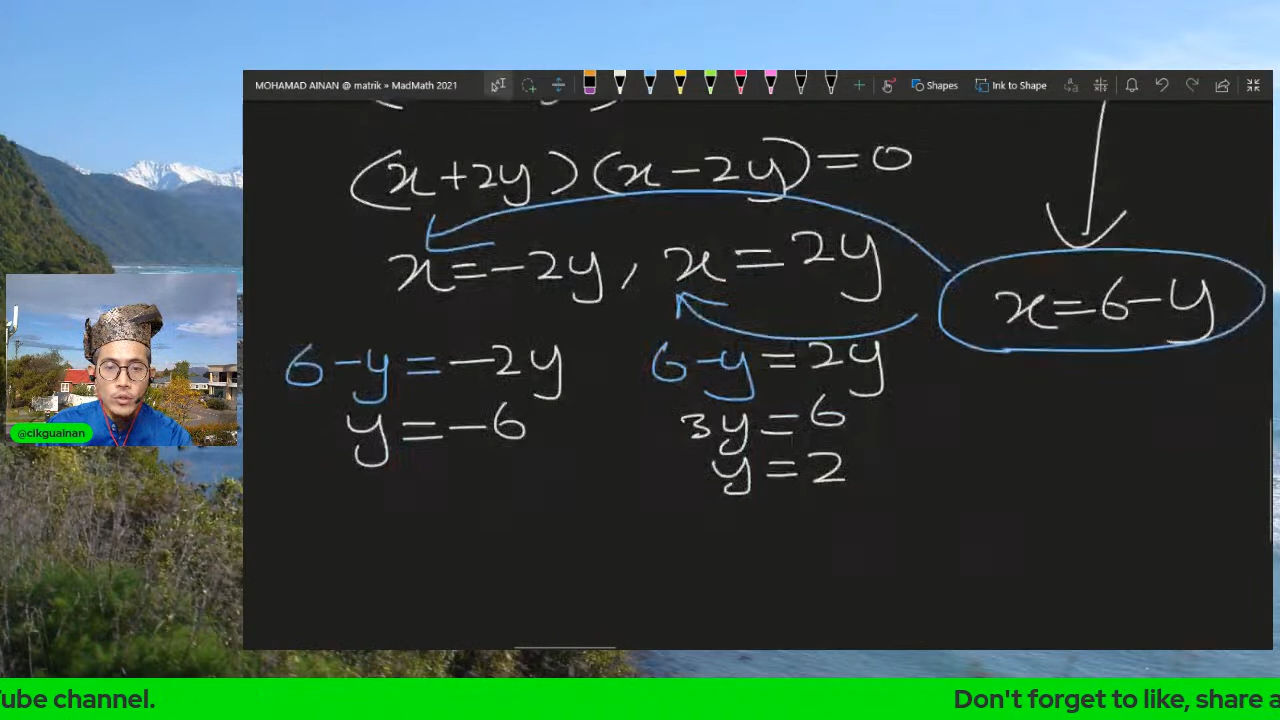 MOHAMAD AINAN @ matrik » MadMath 2021
Shapes
Ink to Shape
(x+2y)(x-2y)=0
x=-2y, x=2y
x=6-y
6-y=-2y
y=-6
6-y=2y
3y=6
y=2
@cikguainan
ube channel.
Don't forget to like, share a